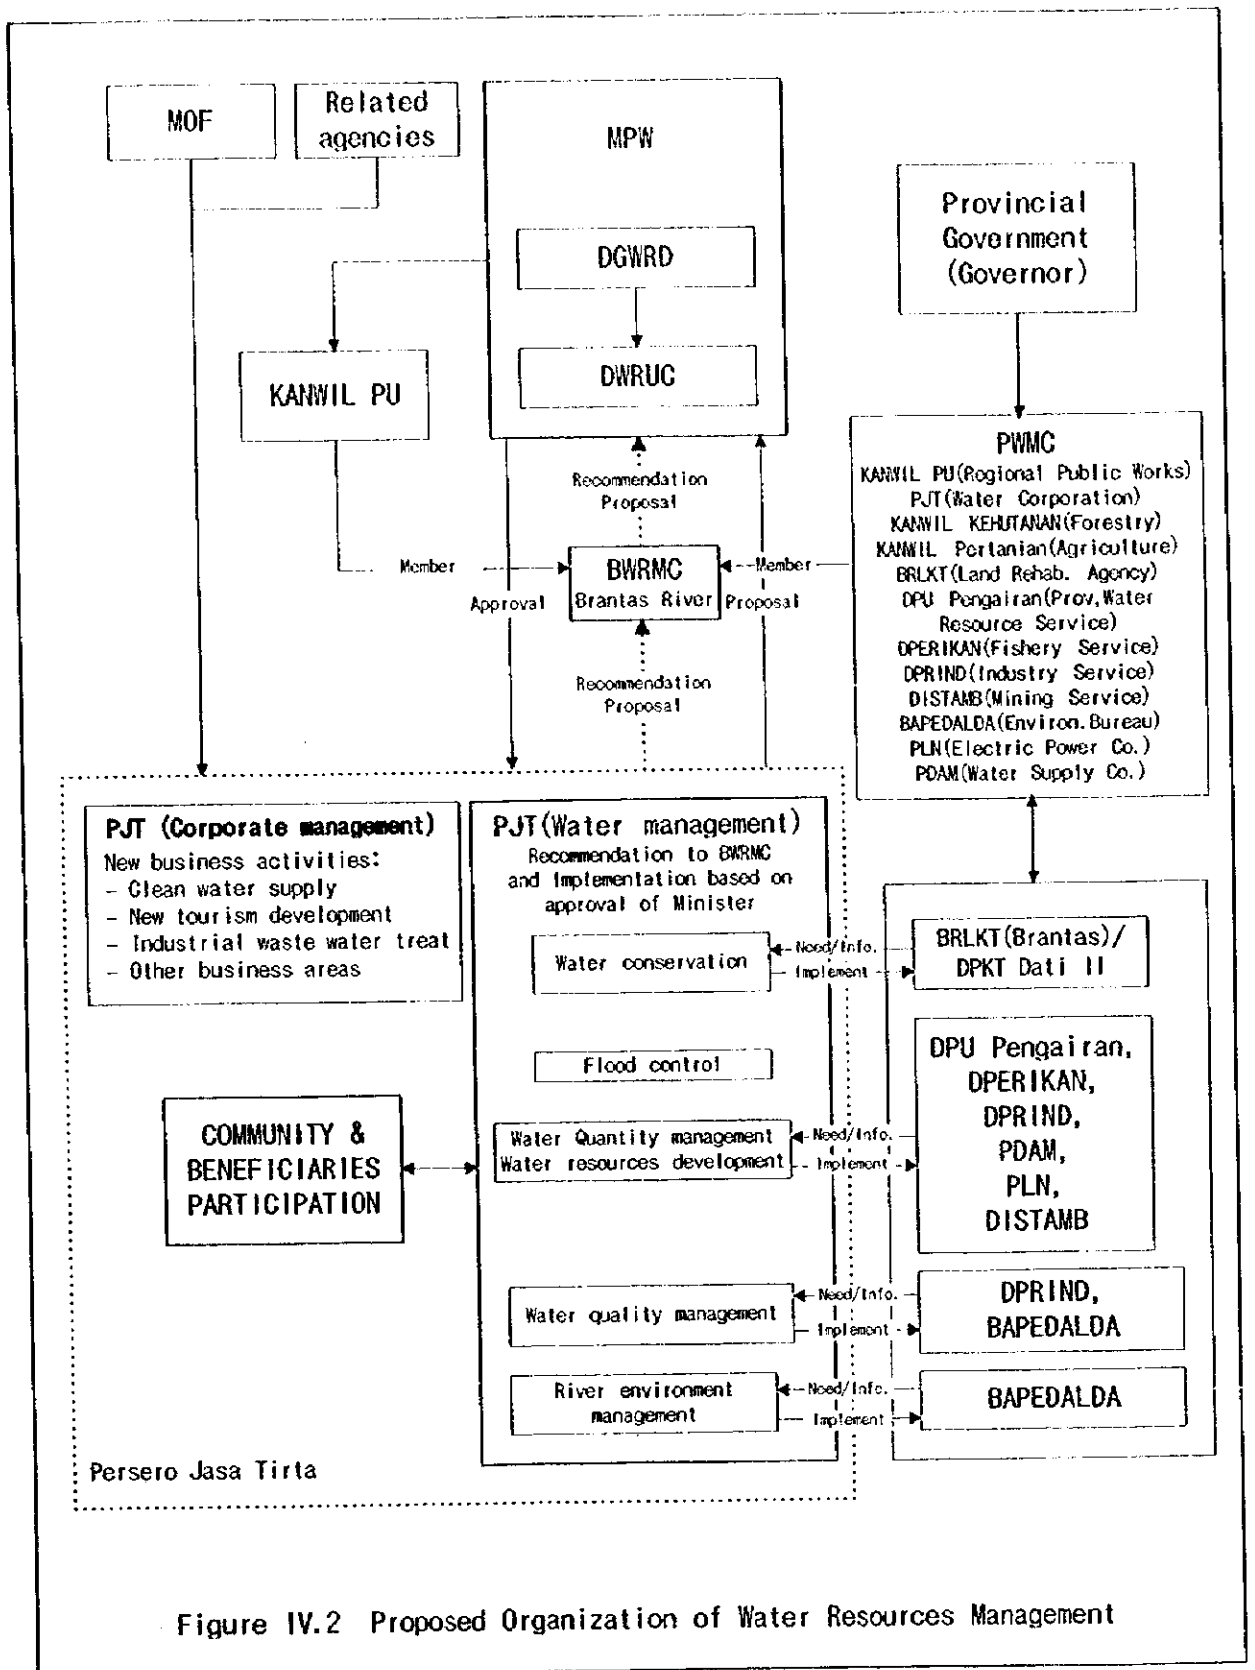 MOF
Related
agencies
MPW
DGWRD
DWRUC
Provincial
Government
(Governor)
KANWIL PU
Recommendation
Proposal
Member
BWRMC
Brantas River
Member
Approval
Proposal
Recommendation
Proposal
PWMC
KANWIL PU(Regional Public Works)
PJT(Water Corporation)
KANWIL KEHUTANAN(Forestry)
KANWIL Pertanian(Agriculture)
BRLKT(Land Rehab. Agency)
DPU Pengairan(Prov,Water
Resource Service)
DPERIKAN(Fishery Service)
DPRIND(Industry Service)
DISTAMB(Mining Service)
BAPEDALDA(Environ.Bureau)
PLN(Electric Power Co.)
PDAM(Water Supply Co.)
PJT (Corporate management)
New business activities:
- Clean water supply
- New tourism development
- Industrial waste water treat
- Other business areas
PJT(Water management)
Recommendation to BWRMC
and Implementation based on
approval of Minister
Water conservation
Need/Info.
Implement
BRLKT(Brantas)/
DPKT Dati II
Flood control
COMMUNITY &
BENEFICIARIES
PARTICIPATION
Water Quantity management
Water resources development
Need/Info.
Implement
DPU Pengairan,
DPERIKAN,
DPRIND,
PDAM,
PLN,
DISTAMB
Water quality management
Need/Info.
Implement
DPRIND,
BAPEDALDA
River environment
management
Need/Info.
Implement
BAPEDALDA
Persero Jasa Tirta
Figure IV.2 Proposed Organization of Water Resources Management